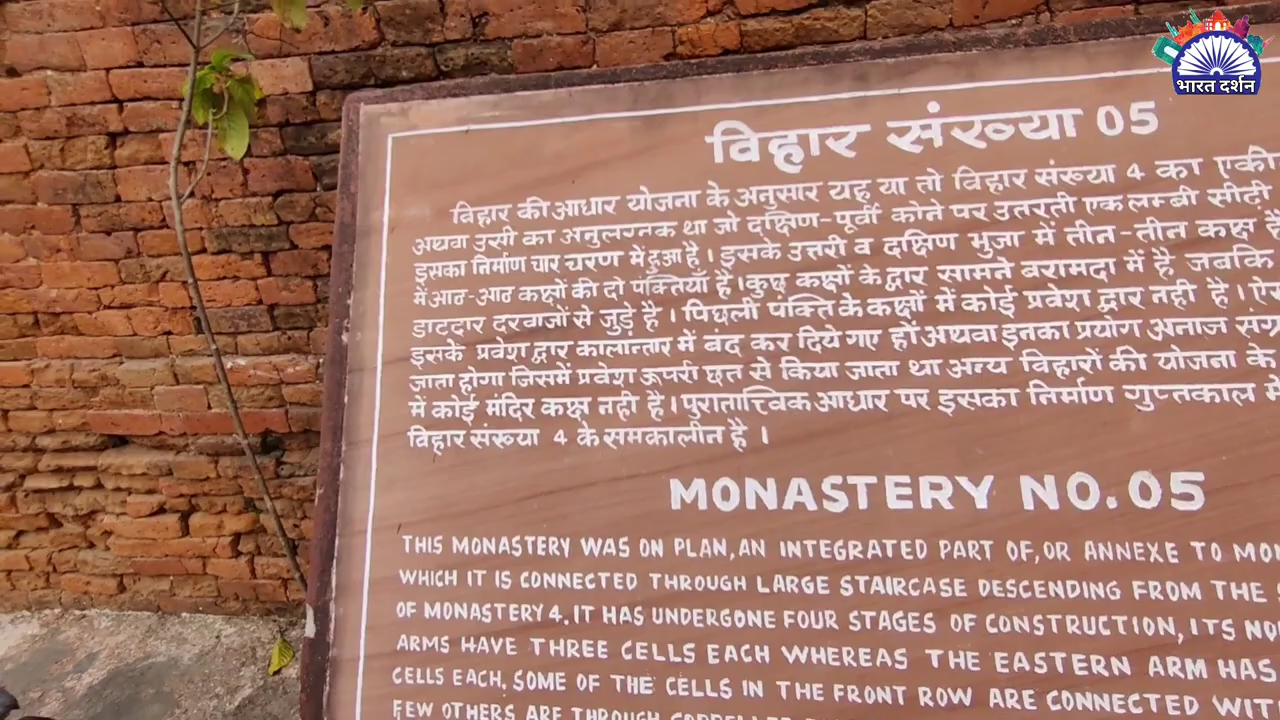 भारत दर्शन
विहार संख्या 05
विहार की आधार योजना के अनुसार यह या तो विहार संख्या 4 का
अथवा उसी का अनुलग्नक था जो दक्षिण-पूर्वी कोने पर उतरती एक लम्बी सीढ़ी
इसका निर्माण चार चरण में हुआ है। इसके उत्तरी व दक्षिण भुजा में तीन-तीन कक्ष
में आठ-आठ कक्षों की दो पंक्तियाँ है। कुछ कक्षों के द्वार सामने बरामदा में है जबकि
डाटदार दरवाजों से जुड़े है। पिछली पंक्ति के कक्षों में कोई प्रवेश द्वार नही है।
इसके प्रवेश द्वार कालान्तार में बंद कर दिये गए हों अथवा इनका प्रयोग अनाज
जाता होगा जिसमें प्रवेश ऊपरी छत से किया जाता था अन्य विहारों की योजना के
में कोई मंदिर कक्ष नही है। पुरातात्त्विक आधार पर इसका निर्माण गुप्तकाल में
विहार संख्या 4 के समकालीन है।
MONASTERY NO. 05
THIS MONASTERY WAS ON PLAN, AN INTEGRATED PART OF, OR ANNEXE TO
WHICH IT IS CONNECTED THROUGH LARGE STAIRCASE DESCENDING FROM THE
OF MONASTERY 4. IT HAS UNDERGONE FOUR STAGES OF CONSTRUCTION, ITS
ARMS HAVE THREE CELLS EACH WHEREAS THE EASTERN ARM HAS
CELLS EACH. SOME OF THE CELLS IN THE FRONT ROW ARE CONNECTED
FEW OTHERS ARE THROUGH